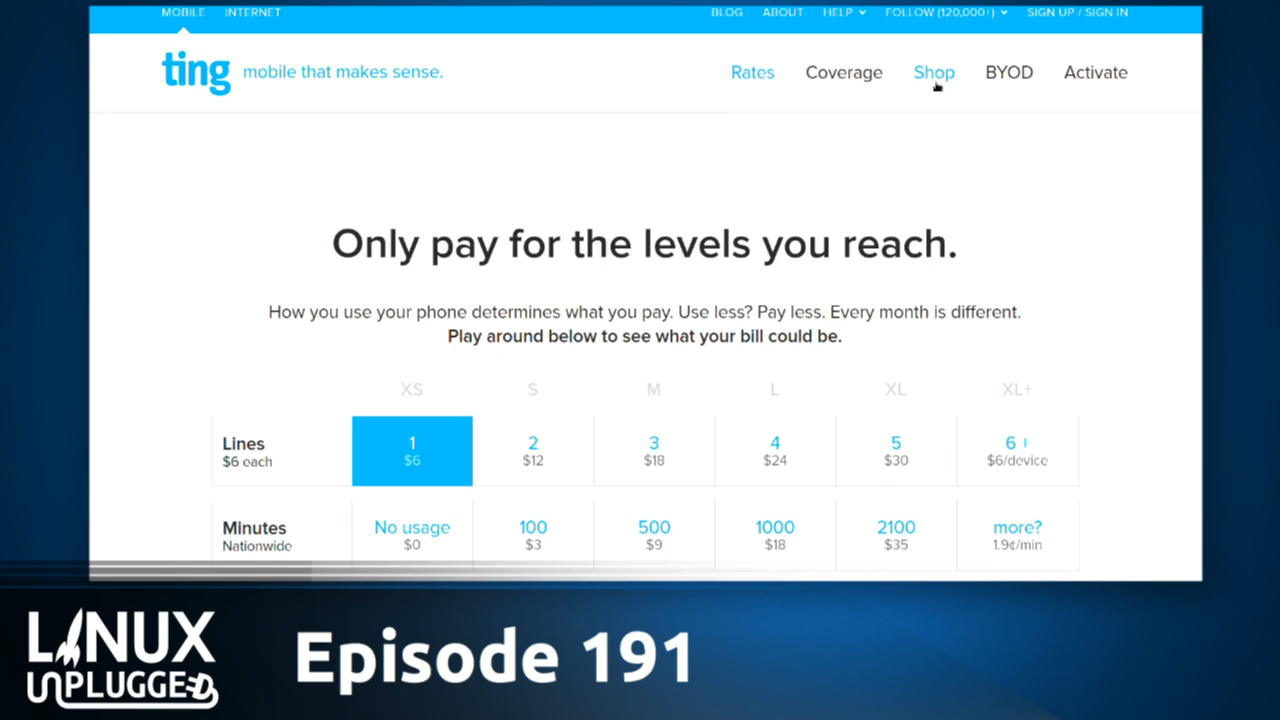 MOBILE INTERNET BLOG ABOUT HELP FOLLOW (120,000+) SIGN UP / SIGN IN
ting mobile that makes sense. Rates Coverage Shop BYOD Activate
Only pay for the levels you reach.
How you use your phone determines what you pay. Use less? Pay less. Every month is different.
Play around below to see what your bill could be.
XS S M L XL XL+
Lines 1 2 3 4 5 6 +
$6 each $6 $12 $18 $24 $30 $6/device
Minutes No usage 100 500 1000 2100 more?
Nationwide $0 $3 $9 $18 $35 1.9¢/min
LINUX
UNPLUGGED
Episode 191